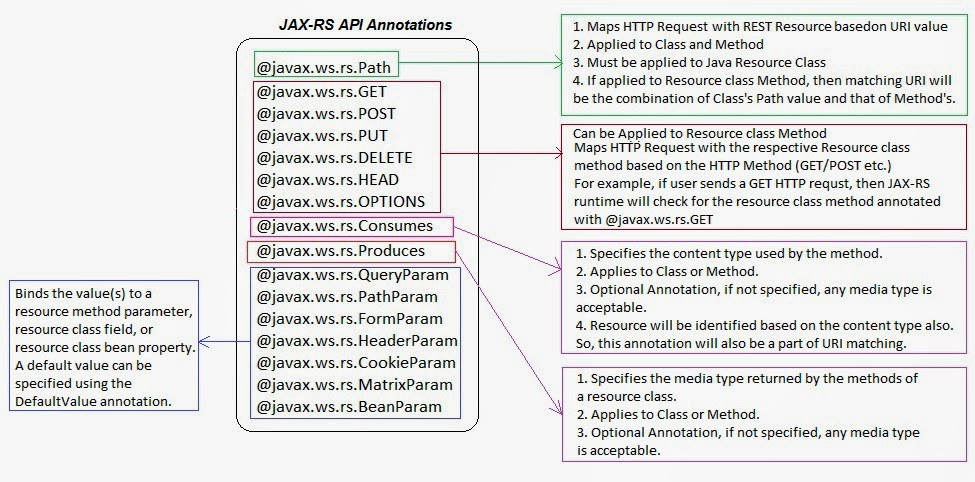 JAX-RS API Annotations
@javax.ws.rs.Path
@javax.ws.rs.GET
@javax.ws.rs.POST
@javax.ws.rs.PUT
@javax.ws.rs.DELETE
@javax.ws.rs.HEAD
@javax.ws.rs.OPTIONS
@javax.ws.rs.Consumes
@javax.ws.rs.Produces
@javax.ws.rs.QueryParam
@javax.ws.rs.PathParam
@javax.ws.rs.FormParam
@javax.ws.rs.HeaderParam
@javax.ws.rs.CookieParam
@javax.ws.rs.MatrixParam
@javax.ws.rs.BeanParam
1. Maps HTTP Request with REST Resource basedon URI value
2. Applied to Class and Method
3. Must be applied to Java Resource Class
4. If applied to Resource class Method, then matching URI will
be the combination of Class's Path value and that of Method's.
Can be Applied to Resource class Method
Maps HTTP Request with the respective Resource class
method based on the HTTP Method (GET/POST etc.)
For example, if user sends a GET HTTP requst, then JAX-RS
runtime will check for the resource class method annotated
with @javax.ws.rs.GET
1. Specifies the content type used by the method.
2. Applies to Class or Method.
3. Optional Annotation, if not specified, any media type is
acceptable.
4. Resource will be identified based on the content type also.
So, this annotation will also be a part of URI matching.
1. Specifies the media type returned by the methods of
a resource class.
2. Applies to Class or Method.
3. Optional Annotation, if not specified, any media type
is acceptable.
Binds the value(s) to a
resource method parameter,
resource class field, or
resource class bean property.
A default value can be
specified using the
DefaultValue annotation.